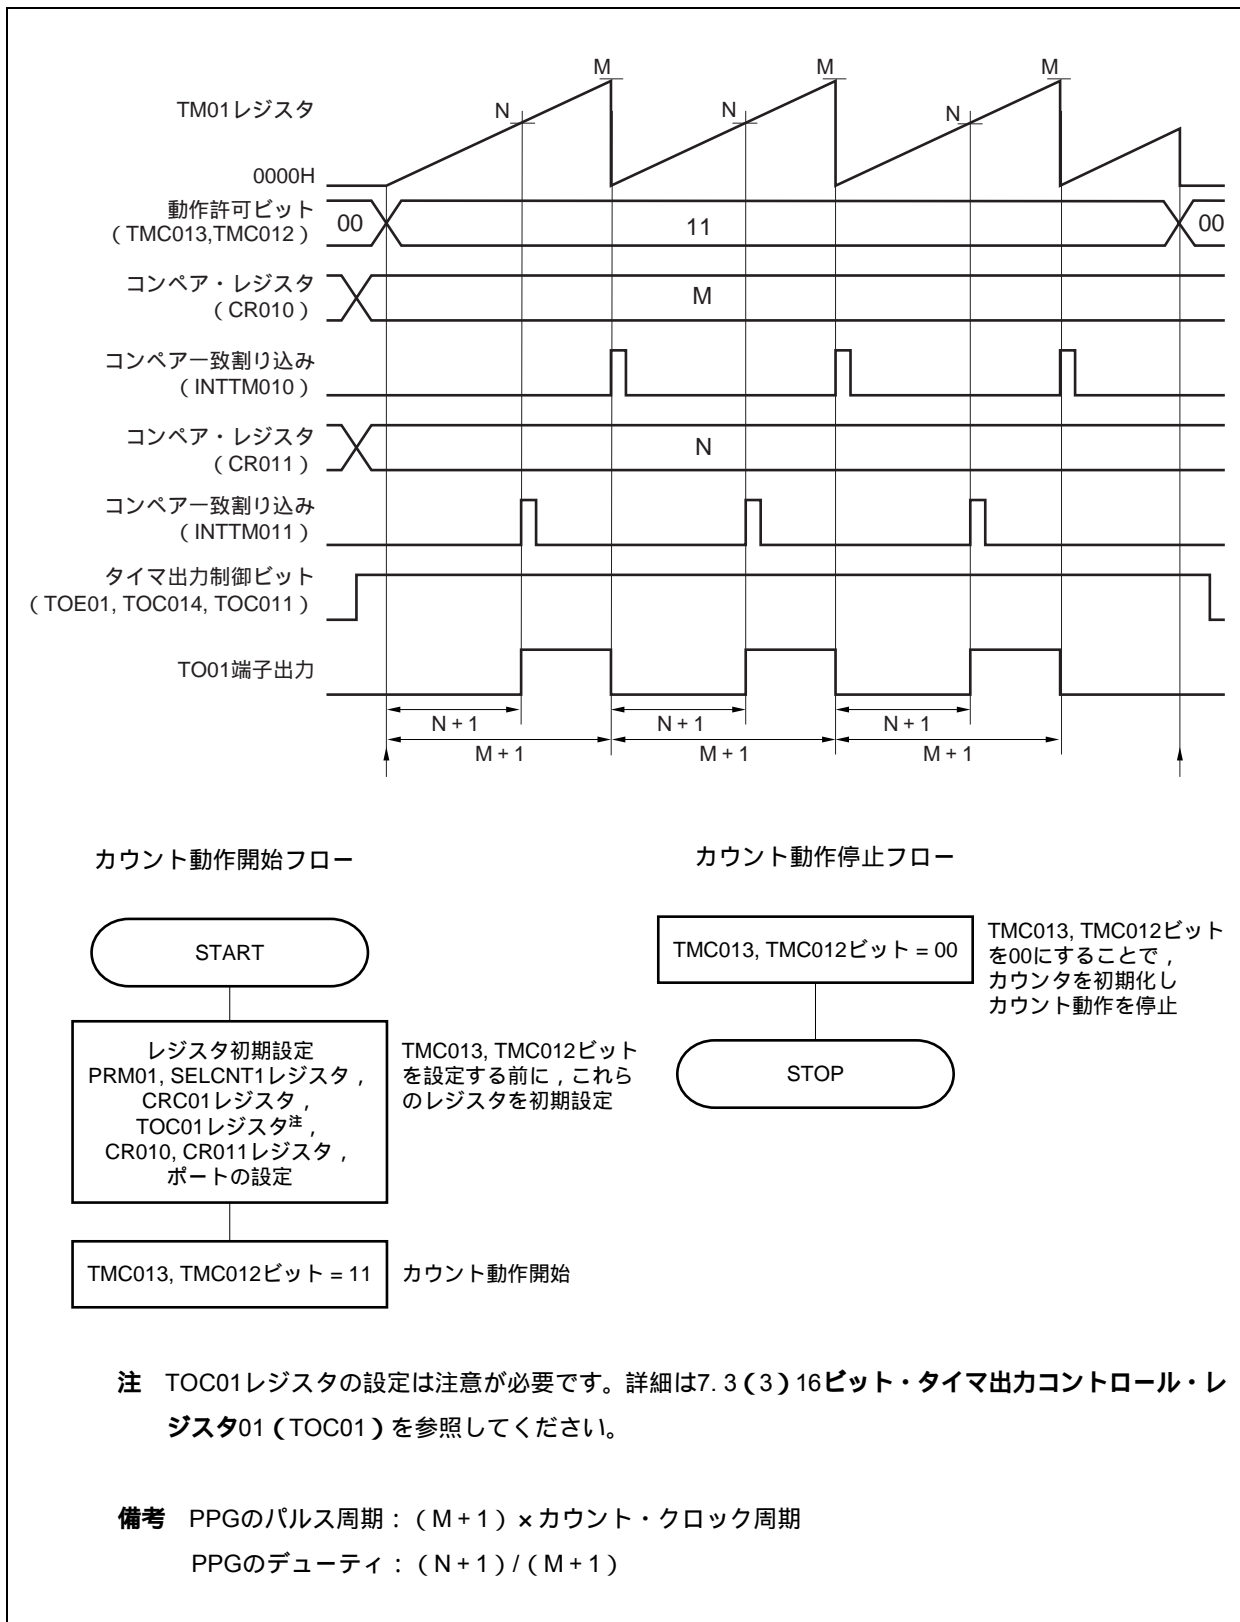 M M M
N N N
TM01レジスタ
0000H
動作許可ビット
(TMC013,TMC012)
00 11 00
コンペア・レジスタ
(CR010)
M
コンペア一致割り込み
(INTTM010)
コンペア・レジスタ
(CR011)
N
コンペア一致割り込み
(INTTM011)
タイマ出力制御ビット
(TOE01, TOC014, TOC011)
TO01端子出力
N + 1 N + 1 N + 1
M + 1 M + 1 M + 1
カウント動作開始フロー
START
レジスタ初期設定
PRM01, SELCNT1レジスタ,
CRC01レジスタ,
TOC01レジスタ注,
CR010, CR011レジスタ,
ポートの設定
TMC013, TMC012ビット
を設定する前に,これら
のレジスタを初期設定
TMC013, TMC012ビット = 11
カウント動作開始
カウント動作停止フロー
TMC013, TMC012ビット = 00
TMC013, TMC012ビット
を00にすることで,
カウンタを初期化し
カウント動作を停止
STOP
注 TOC01レジスタの設定は注意が必要です。詳細は7. 3(3)16ビット・タイマ出力コントロール・レ
ジスタ01(TOC01)を参照してください。
備考 PPGのパルス周期:(M + 1)×カウント・クロック周期
PPGのデューティ:(N + 1)/(M + 1)